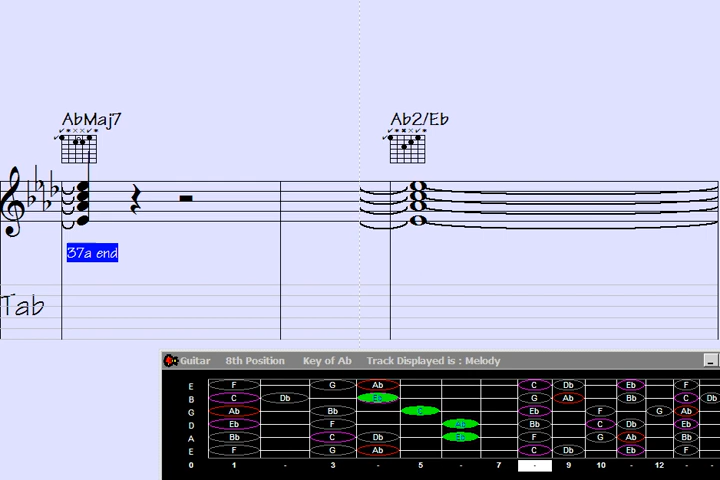 AbMaj7 Ab2/Eb
37a end
Tab
Guitar 8th Position Key of Ab Track Displayed is : Melody
E F G Ab C Db Eb F
B C Db Eb G Ab Bb C Db
G Ab Bb C Eb F G Ab
D Eb F Ab C Eb
A Bb C Db Eb F G Ab Bb
E F G Ab C Db Eb F
0 1 - 3 - 5 - 7 - 9 10 - 12 - -